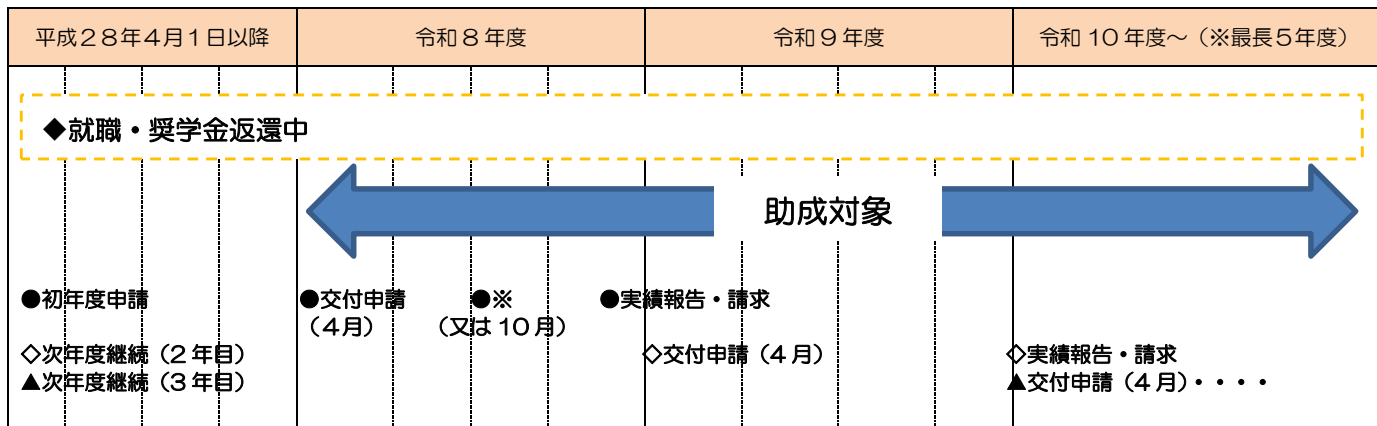 平成２８年４月１日以降 令和８年度 令和９年度 令和 10 年度～（※最長５年度）
◆就職・奨学金返還中
助成対象
●初年度申請 ●交付申請 ●※ ●実績報告・請求
（４月） （又は 10 月）
◇次年度継続（２年目） ◇交付申請（４月） ◇実績報告・請求
▲次年度継続（３年目） ▲交付申請（４月）・・・・